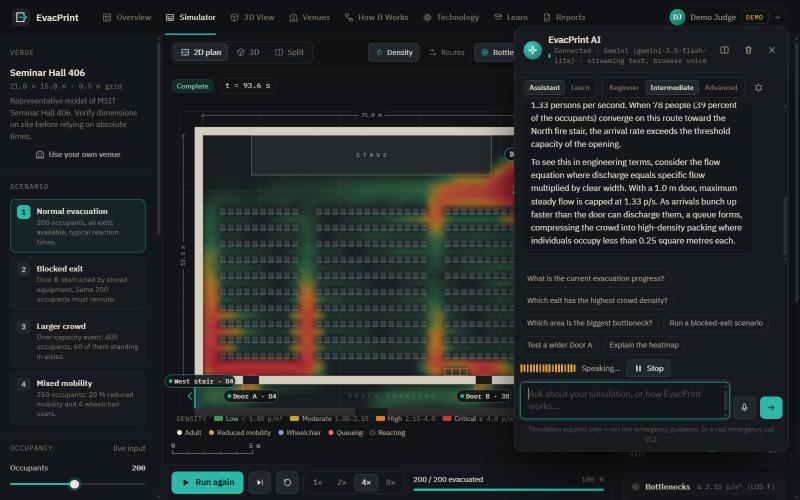 EvacPrint
Overview
Simulator
3D View
Venues
How It Works
Technology
Learn
Reports
DJ
Demo Judge
DEMO
VENUE
Seminar Hall 406
21.0 × 15.0 m · 0.5 m grid
Representative model of MSIT
Seminar Hall 406. Verify dimensions
on site before relying on absolute
times.
Use your own venue
SCENARIO
1
Normal evacuation
200 occupants, all exits
available, typical reaction
times.
2
Blocked exit
Door B obstructed by stored
equipment. Same 200
occupants must reroute.
3
Larger crowd
Over-capacity event: 400
occupants, 60 of them standing
in aisles.
4
Mixed mobility
250 occupants: 20 % reduced
mobility and 4 wheelchair
users.
OCCUPANCY
live input
Occupants
200
2D plan
3D
Split
Density
Routes
Complete
t = 93.6 s
21.0 m
15.0 m
STAGE
West stair · 84
Door A · 84
Door B · 38
DENSITY
Low < 1.08 p/m²
Moderate 1.08–2.15
High 2.15–4.0
Adult
Reduced mobility
Wheelchair
Queuing
Reacting
0
5 m
Run again
1×
2×
4×
8×
200 / 200 evacuated
100 %
EvacPrint AI
Connected · Gemini (gemini-3.5-flash-
lite) · streaming text, browser voice
Assistant
Learn
Beginner
Intermediate
Advanced
1.33 persons per second. When 78 people (39 percent
of the occupants) converge on this route toward the
North fire stair, the arrival rate exceeds the threshold
capacity of the opening.
To see this in engineering terms, consider the flow
equation where discharge equals specific flow
multiplied by clear width. With a 1.0 m door, maximum
steady flow is capped at 1.33 p/s. As arrivals bunch up
faster than the door can discharge them, a queue forms,
compressing the crowd into high-density packing where
individuals occupy less than 0.25 square metres each.
What is the current evacuation progress?
Which exit has the highest crowd density?
Which area is the biggest bottleneck?
Run a blocked-exit scenario
Test a wider Door A
Explain the heatmap
Speaking...
Stop
Ask about your simulation, or how EvacPrint
works...
Simulation support only — not live emergency guidance. In a real emergency call
112.
Bottlenecks
≥ 2.15 p/m² (LOS F)